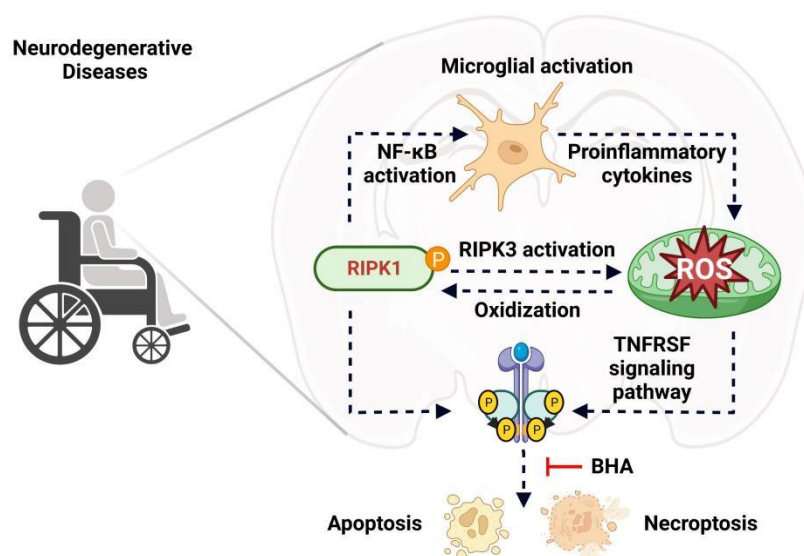 Neurodegenerative
Diseases
Microglial activation
NF-κB
activation
Proinflammatory
cytokines
RIPK1
P
RIPK3 activation
ROS
Oxidization
TNFRSF
signaling
pathway
P
P
P
P
BHA
Apoptosis
Necroptosis